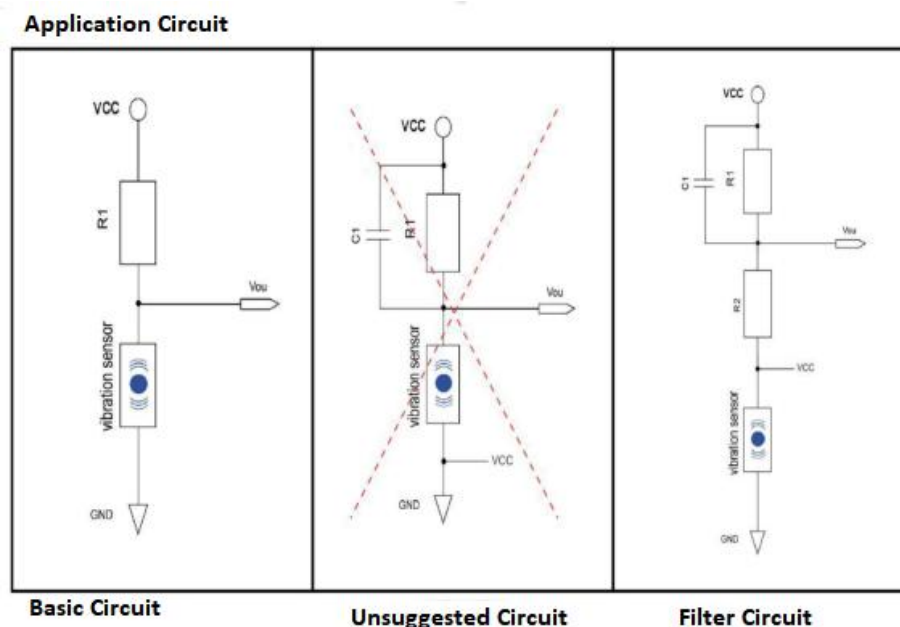 Application Circuit
VCC
R1
Vou
vibration sensor
GND
Basic Circuit
VCC
C1
R1
Vou
vibration sensor
VCC
GND
Unsuggested Circuit
VCC
C1
R1
Vou
R2
VCC
vibration sensor
GND
Filter Circuit